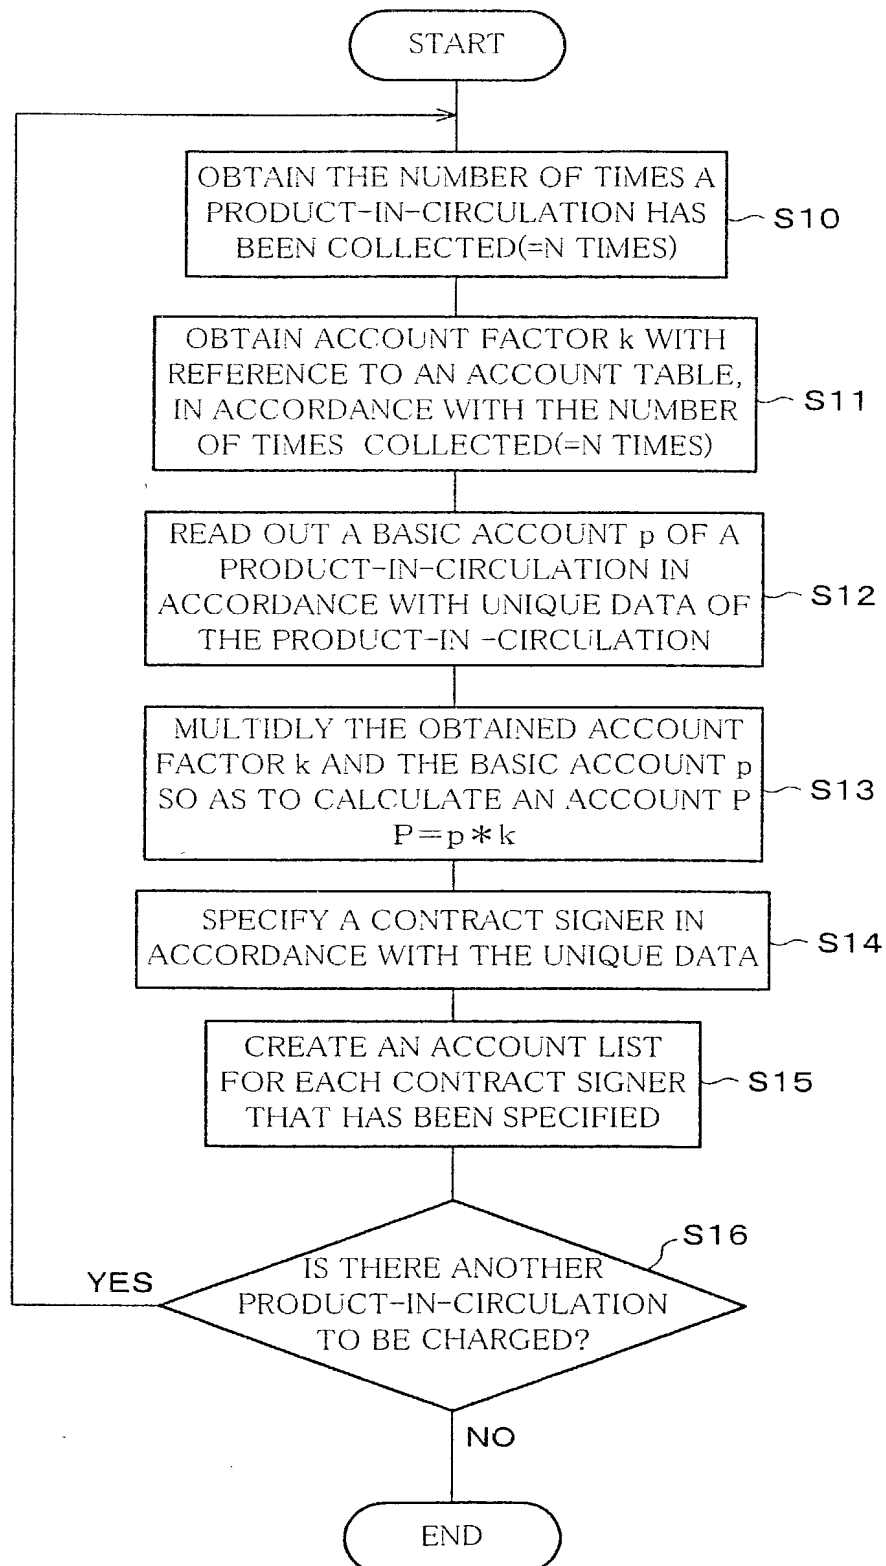 START
OBTAIN THE NUMBER OF TIMES A
PRODUCT-IN-CIRCULATION HAS
BEEN COLLECTED(=N TIMES)
S10
OBTAIN ACCOUNT FACTOR k WITH
REFERENCE TO AN ACCOUNT TABLE,
IN ACCORDANCE WITH THE NUMBER
OF TIMES COLLECTED(=N TIMES)
S11
READ OUT A BASIC ACCOUNT p OF A
PRODUCT-IN-CIRCULATION IN
ACCORDANCE WITH UNIQUE DATA OF
THE PRODUCT-IN -CIRCULATION
S12
MULTIDLY THE OBTAINED ACCOUNT
FACTOR k AND THE BASIC ACCOUNT p
SO AS TO CALCULATE AN ACCOUNT P
P=p*k
S13
SPECIFY A CONTRACT SIGNER IN
ACCORDANCE WITH THE UNIQUE DATA
S14
CREATE AN ACCOUNT LIST
FOR EACH CONTRACT SIGNER
THAT HAS BEEN SPECIFIED
S15
S16
IS THERE ANOTHER
PRODUCT-IN-CIRCULATION
TO BE CHARGED?
YES
NO
END